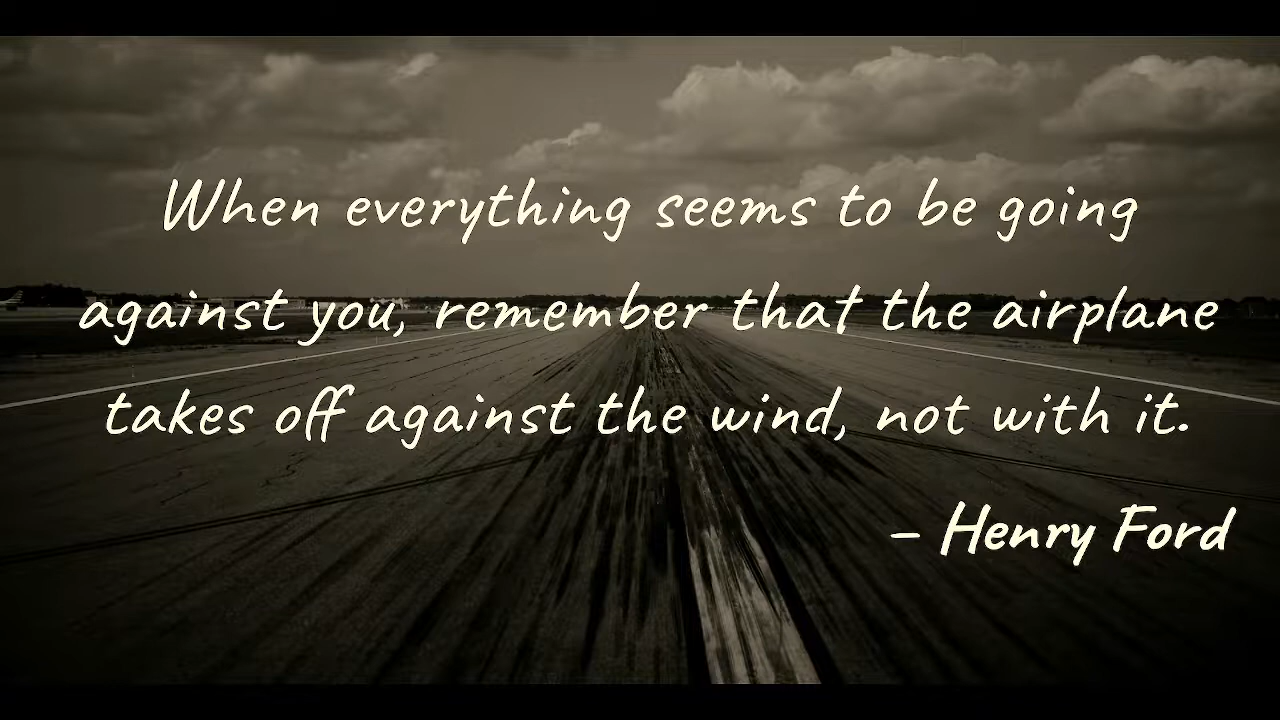 When everything seems to be going
against you, remember that the airplane
takes off against the wind, not with it.
– Henry Ford